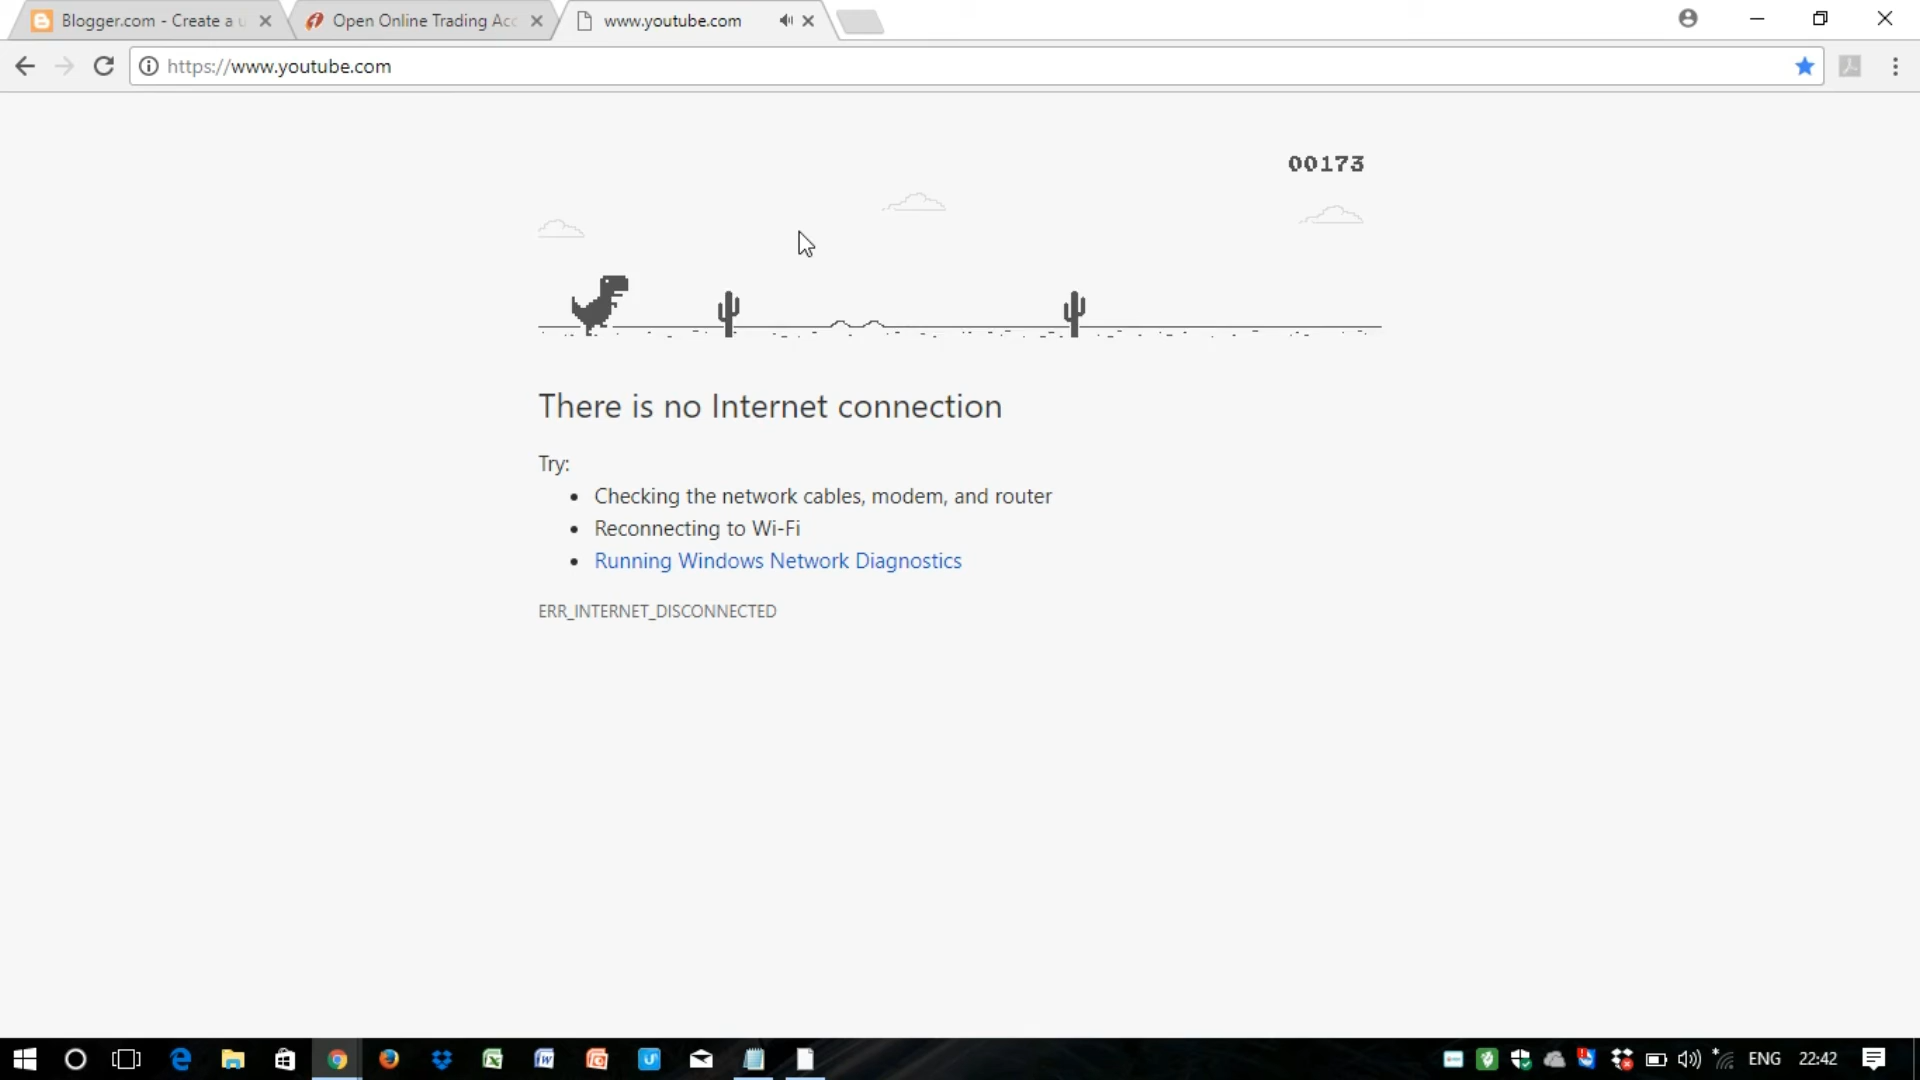 Blogger.com - Create a u
Open Online Trading Acc
www.youtube.com
https://www.youtube.com
00173
There is no Internet connection
Try:
Checking the network cables, modem, and router
Reconnecting to Wi-Fi
Running Windows Network Diagnostics
ERR_INTERNET_DISCONNECTED
ENG 22:42